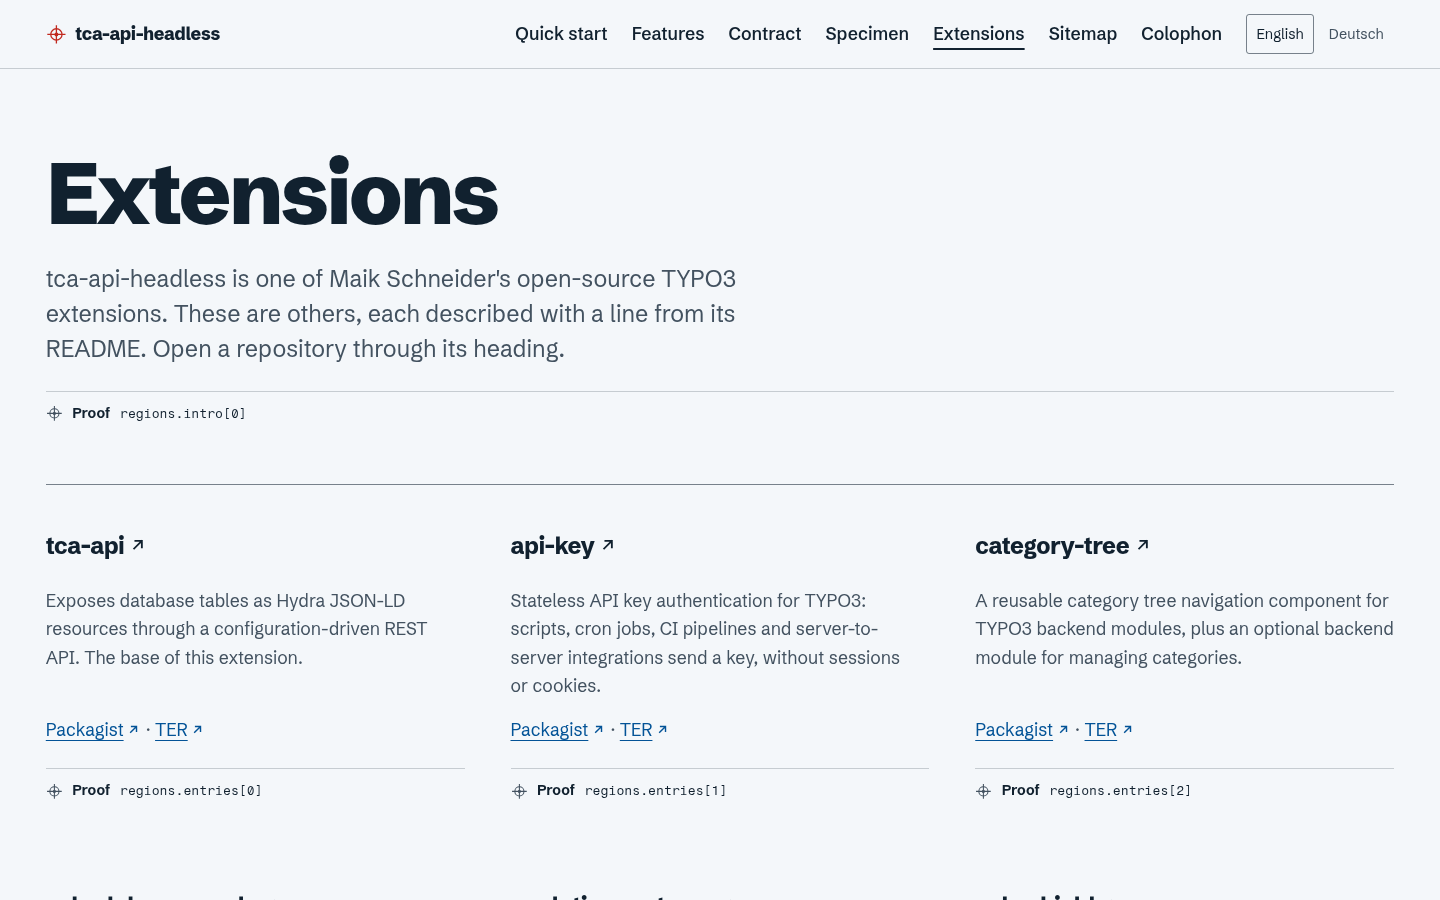 tca-api-headless
Quick start Features Contract Specimen Extensions Sitemap Colophon English Deutsch
Extensions
tca-api-headless is one of Maik Schneider's open-source TYPO3
extensions. These are others, each described with a line from its
README. Open a repository through its heading.
Proof regions.intro[0]
tca-api
Exposes database tables as Hydra JSON-LD
resources through a configuration-driven REST
API. The base of this extension.
Packagist · TER
Proof regions.entries[0]
api-key
Stateless API key authentication for TYPO3:
scripts, cron jobs, CI pipelines and server-to-
server integrations send a key, without sessions
or cookies.
Packagist · TER
Proof regions.entries[1]
category-tree
A reusable category tree navigation component for
TYPO3 backend modules, plus an optional backend
module for managing categories.
Packagist · TER
Proof regions.entries[2]